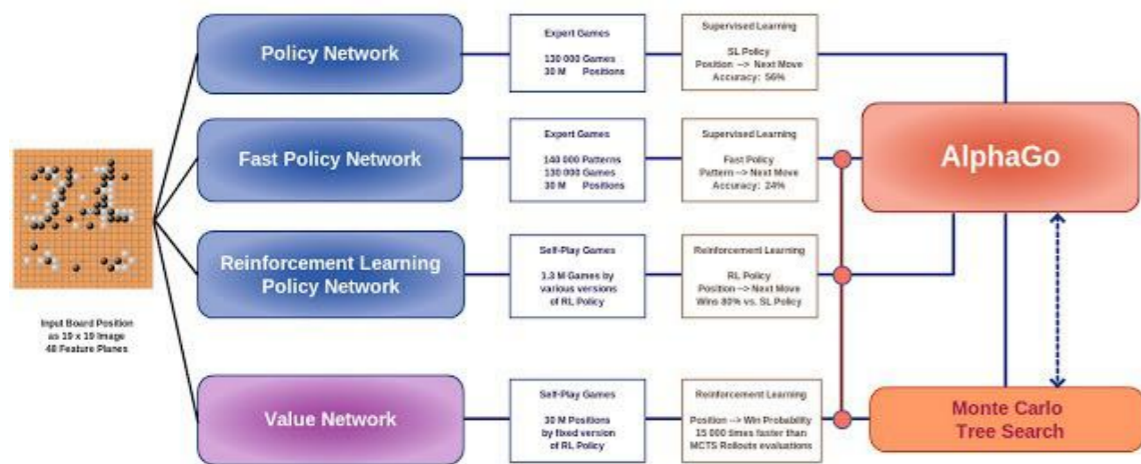 Policy Network
Expert Games
130 000 Games
30 M Positions
Supervised Learning
SL Policy
Position --> Next Move
Accuracy: 56%
Fast Policy Network
Expert Games
140 000 Patterns
130 000 Games
30 M Positions
Supervised Learning
Fast Policy
Pattern --> Next Move
Accuracy: 24%
AlphaGo
Input Board Position
as 19 x 19 Image
48 Feature Planes
Reinforcement Learning
Policy Network
Self-Play Games
1.3 M Games by
various versions
of RL Policy
Reinforcement Learning
RL Policy
Position --> Next Move
Wins 80% vs. SL Policy
Value Network
Self-Play Games
30 M Positions
by fixed version
of RL Policy
Reinforcement Learning
Position --> Win Probability
15 000 times faster than
MCTS Rollouts evaluations
Monte Carlo
Tree Search